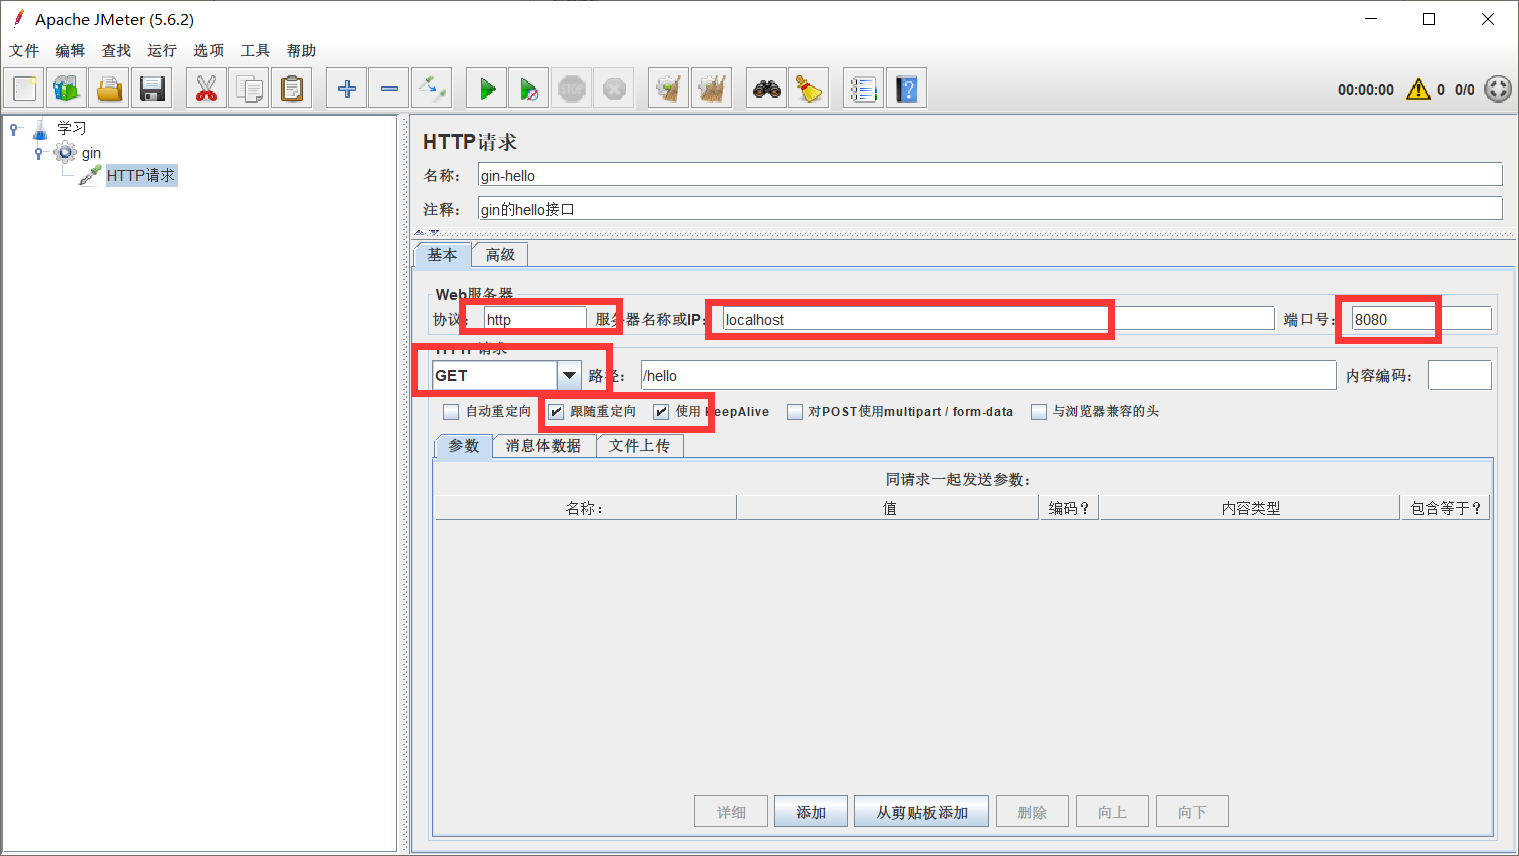 Apache JMeter (5.6.2)
文件 编辑 查找 运行 选项 工具 帮助
STOP
00:00:00 0 0/0
学习
gin
HTTP请求
HTTP请求
名称： gin-hello
注释： gin的hello接口
基本 高级
Web服务器
协议： http 服务器名称或IP： localhost 端口号： 8080
HTTP请求
GET 路径： /hello 内容编码：
自动重定向 跟随重定向 使用 KeepAlive 对POST使用multipart / form-data 与浏览器兼容的头
参数 消息体数据 文件上传
同请求一起发送参数：
名称： 值 编码？ 内容类型 包含等于？
详细 添加 从剪贴板添加 删除 向上 向下